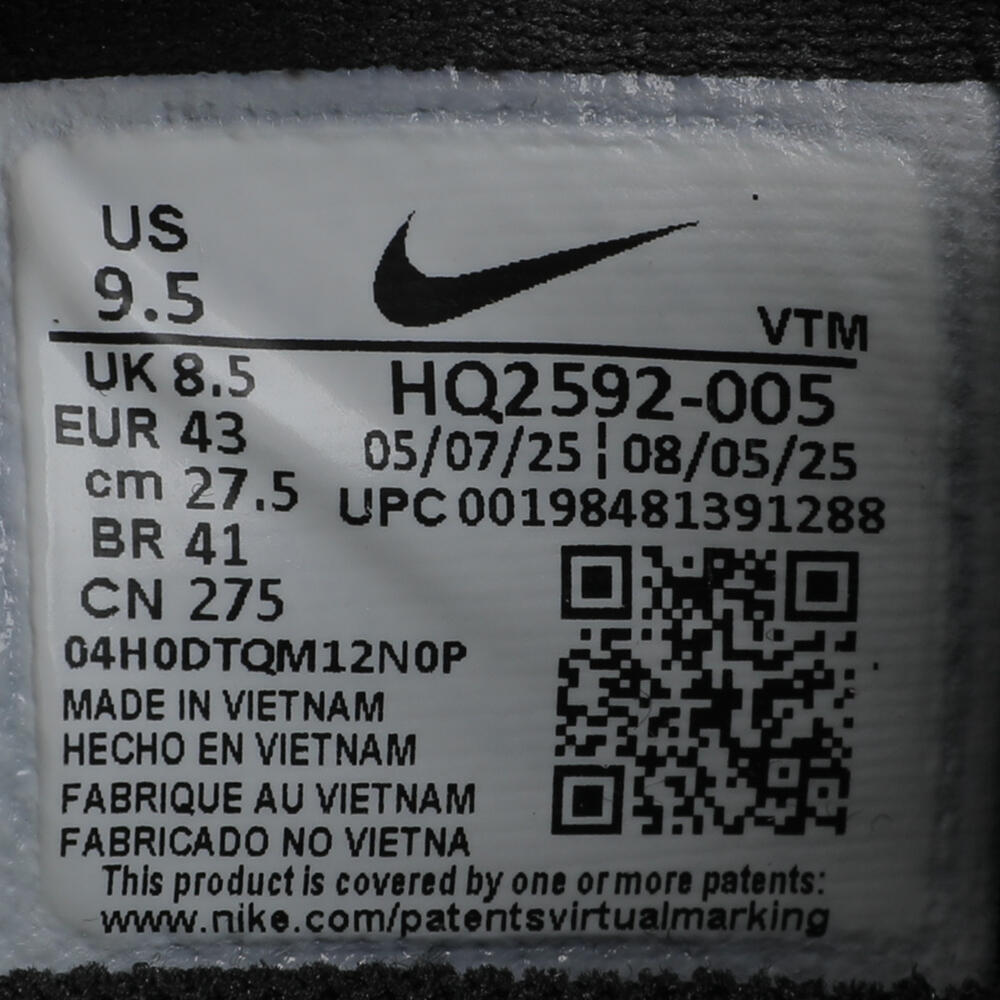 US
9.5
VTM
UK 8.5
HQ2592-005
EUR 43
05/07/25 ¦ 08/05/25
cm 27.5
UPC 00198481391288
BR 41
CN 275
04H0DTQM12N0P
MADE IN VIETNAM
HECHO EN VIETNAM
FABRIQUE AU VIETNAM
FABRICADO NO VIETNA
This product is covered by one or more patents:
www.nike.com/patentsvirtualmarking